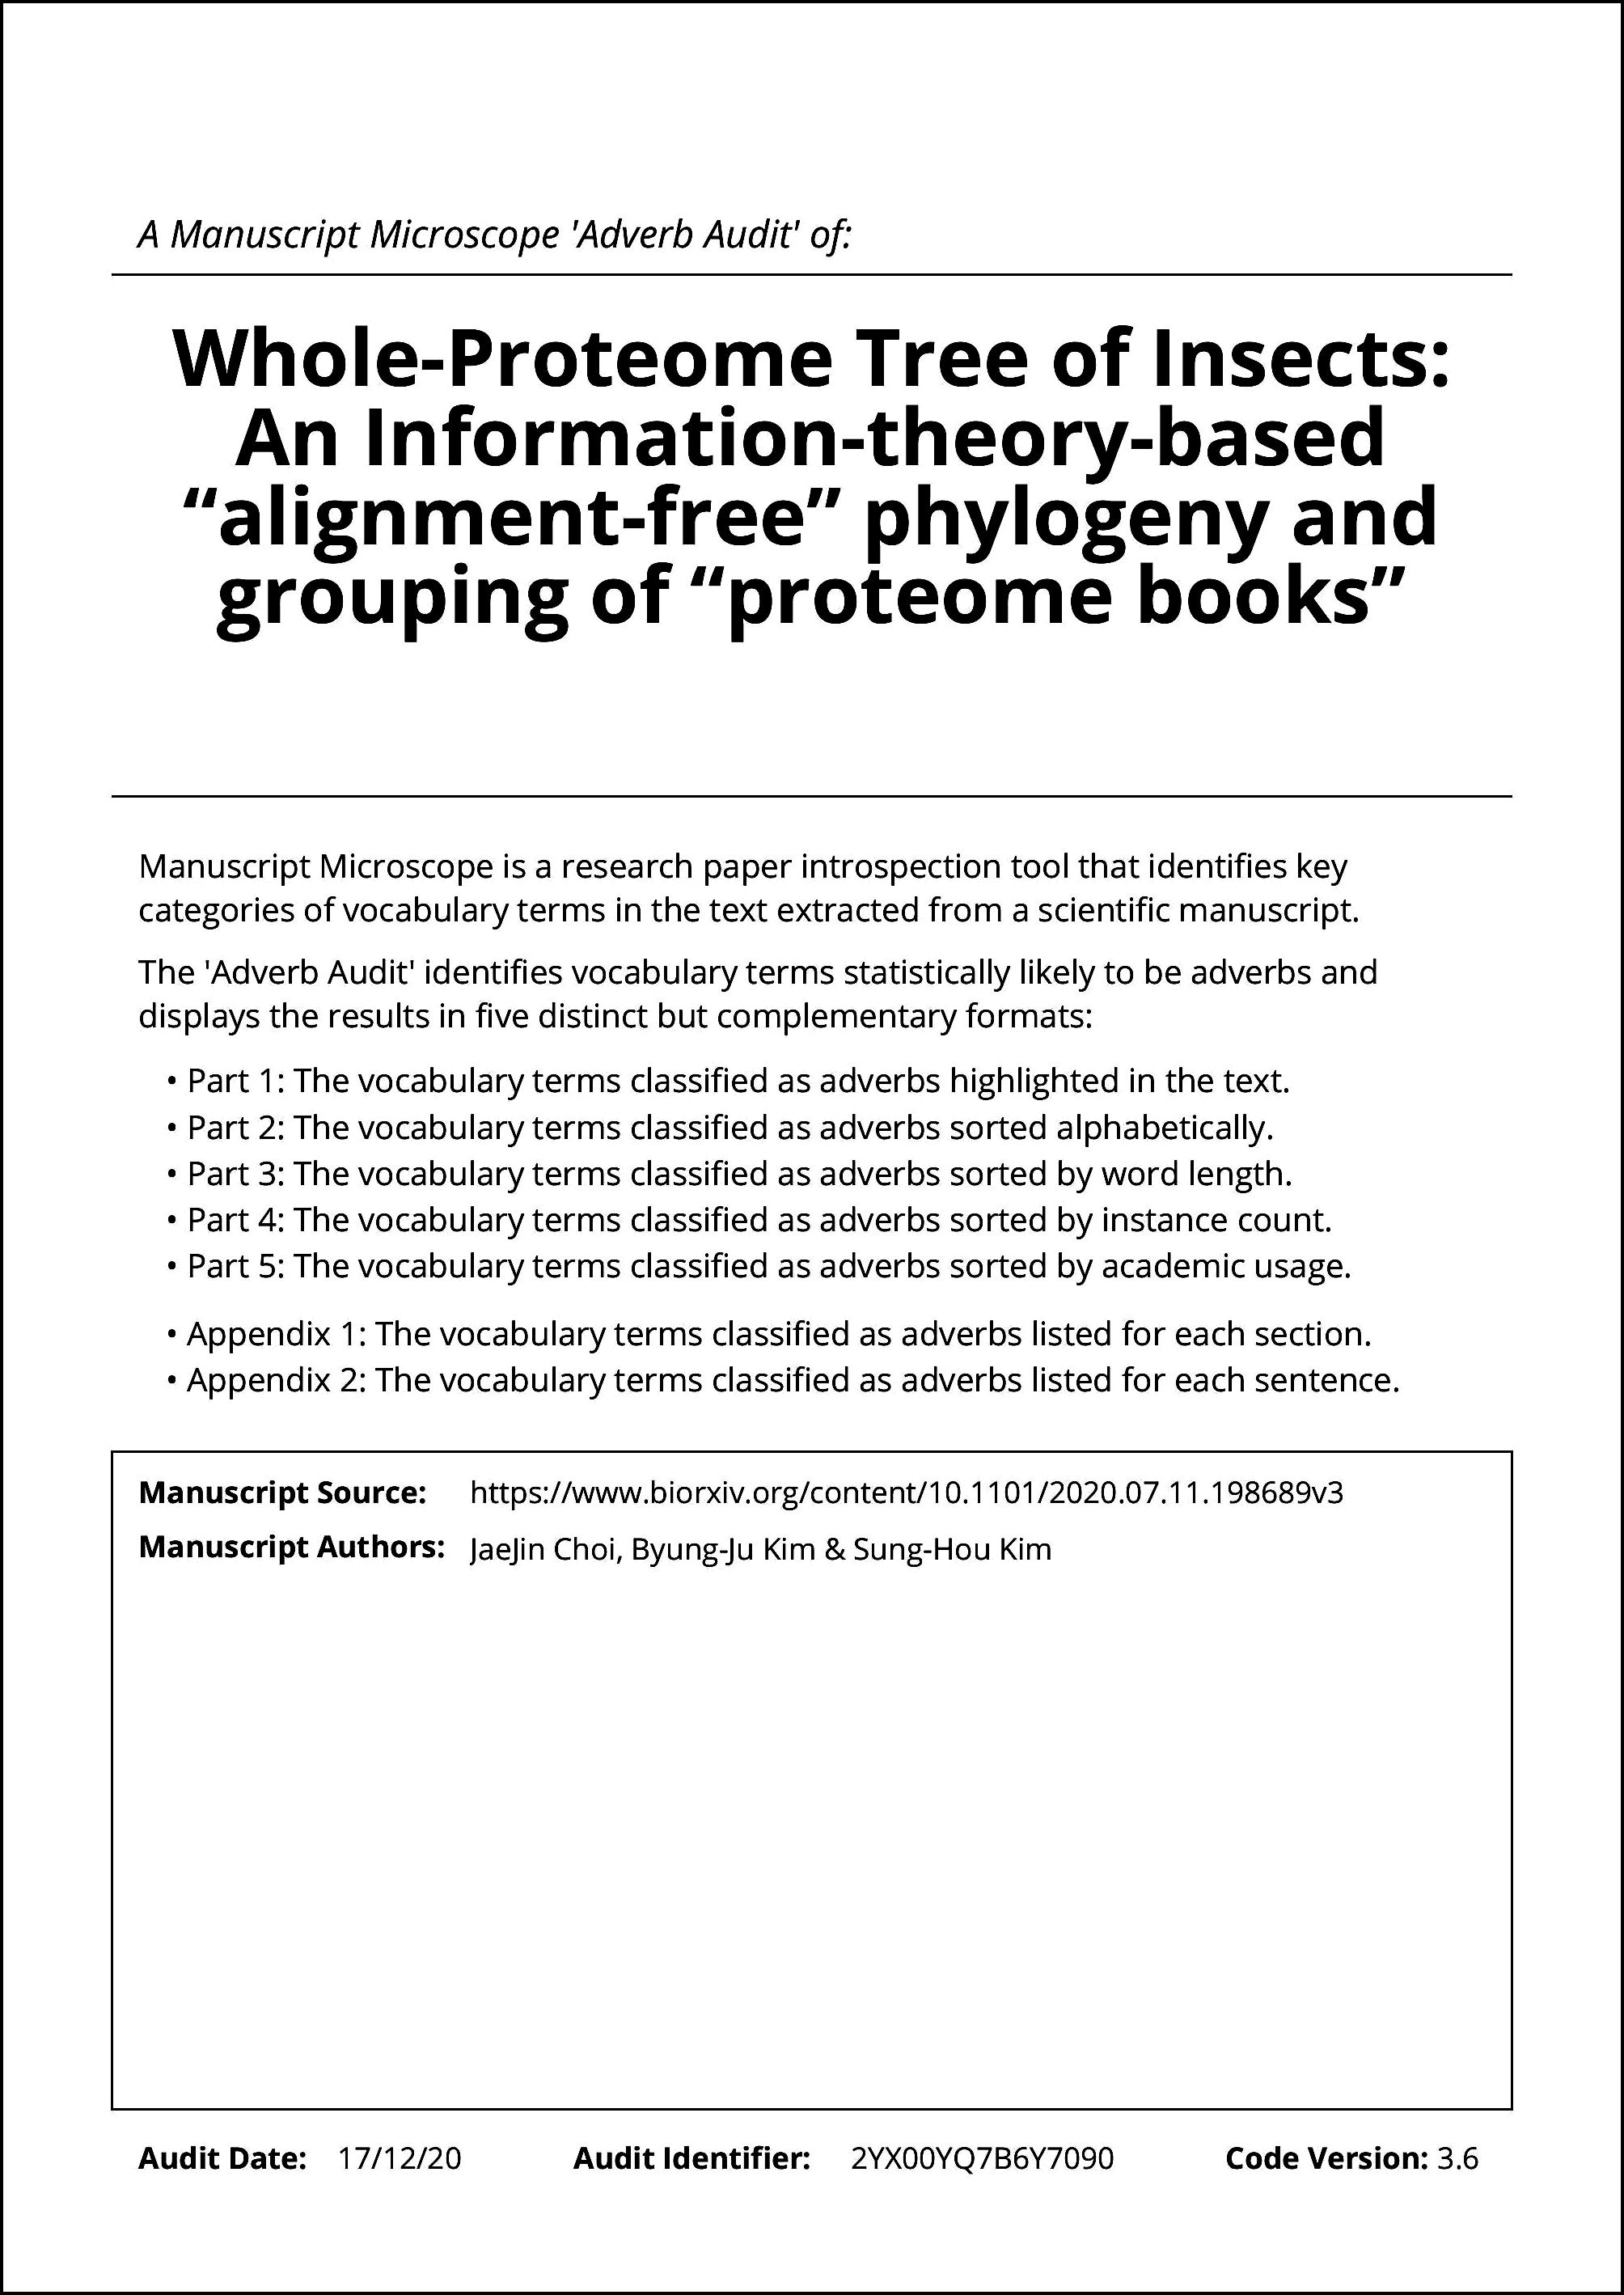 A Manuscript Microscope 'Adverb Audit' of:
Whole-Proteome Tree of Insects:
An Information-theory-based
“alignment-free” phylogeny and
grouping of “proteome books”
Manuscript Microscope is a research paper introspection tool that identifies key
categories of vocabulary terms in the text extracted from a scientific manuscript.
The 'Adverb Audit' identifies vocabulary terms statistically likely to be adverbs and
displays the results in five distinct but complementary formats:
• Part 1: The vocabulary terms classified as adverbs highlighted in the text.
• Part 2: The vocabulary terms classified as adverbs sorted alphabetically.
• Part 3: The vocabulary terms classified as adverbs sorted by word length.
• Part 4: The vocabulary terms classified as adverbs sorted by instance count.
• Part 5: The vocabulary terms classified as adverbs sorted by academic usage.
• Appendix 1: The vocabulary terms classified as adverbs listed for each section.
• Appendix 2: The vocabulary terms classified as adverbs listed for each sentence.
Manuscript Source: https://www.biorxiv.org/content/10.1101/2020.07.11.198689v3
Manuscript Authors: JaeJin Choi, Byung-Ju Kim & Sung-Hou Kim
Audit Date: 17/12/20 Audit Identifier: 2YX00YQ7B6Y7090 Code Version: 3.6